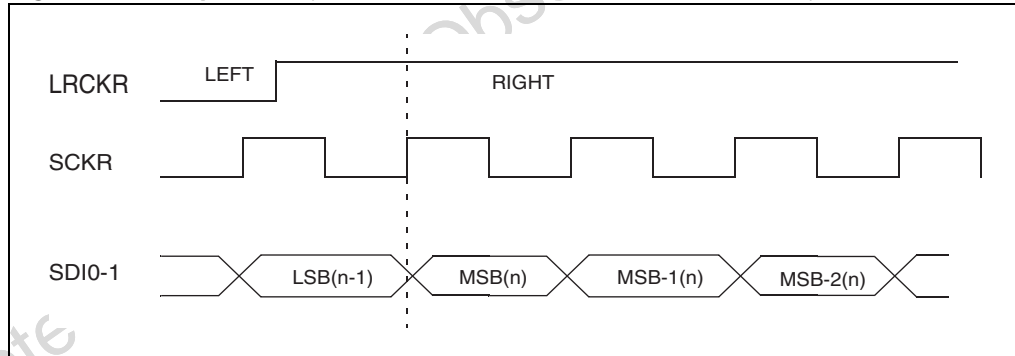 LRCKR
LEFT
RIGHT
SCKR
SDI0-1
LSB(n-1)
MSB(n)
MSB-1(n)
MSB-2(n)